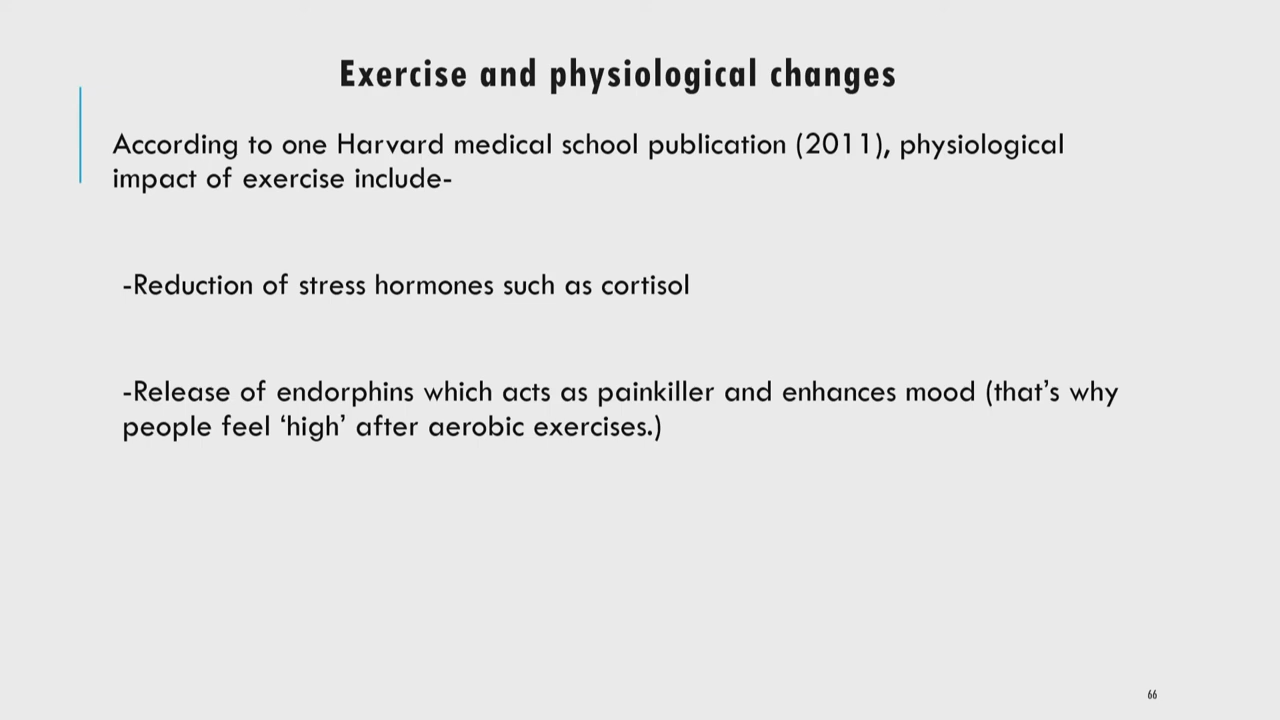 Exercise and physiological changes
According to one Harvard medical school publication (2011), physiological
impact of exercise include-
-Reduction of stress hormones such as cortisol
-Release of endorphins which acts as painkiller and enhances mood (that’s why
people feel ‘high’ after aerobic exercises.)
66